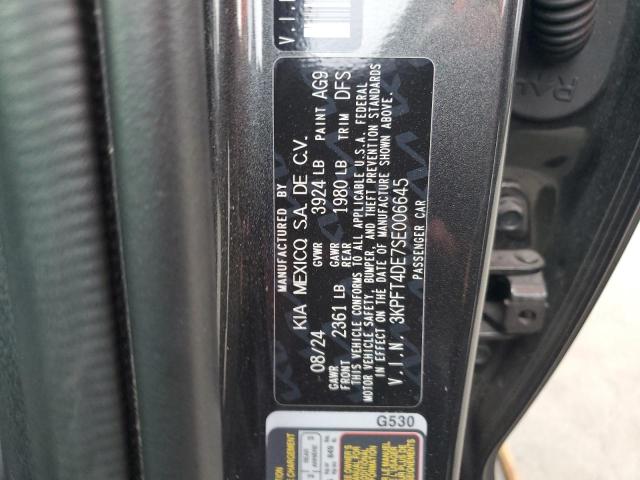 V.I.N
MANUFACTURED BY
KIA MEXICO, S.A. DE C.V.
08/24 GVWR 3924 LB PAINT AG9
GAWR FRONT 2361 LB GAWR REAR 1980 LB TRIM DFS
THIS VEHICLE CONFORMS TO ALL APPLICABLE U.S.A. FEDERAL
MOTOR VEHICLE SAFETY, BUMPER, AND THEFT PREVENTION STANDARDS
IN EFFECT ON THE DATE OF MANUFACTURE SHOWN ABOVE.
V.I.N. 3KPFT4DE7SE006645
PASSENGER CAR
G530